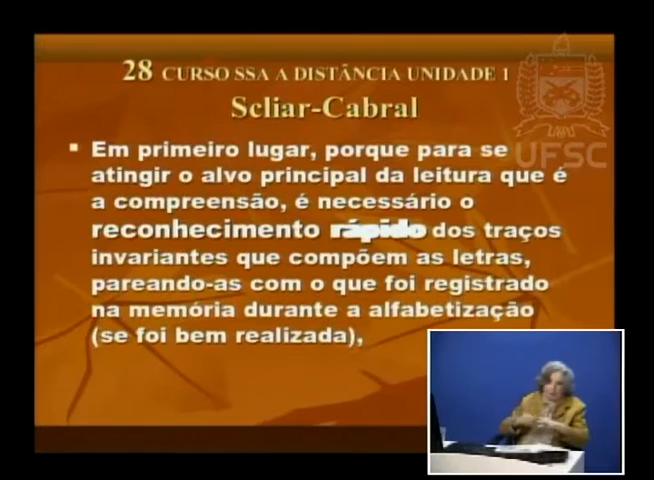 28 CURSO SSA A DISTÂNCIA UNIDADE 1
Scliar-Cabral
UFSC
Em primeiro lugar, porque para se
atingir o alvo principal da leitura que é
a compreensão, é necessário o
reconhecimento rápido dos traços
invariantes que compõem as letras,
pareando-as com o que foi registrado
na memória durante a alfabetização
(se foi bem realizada),